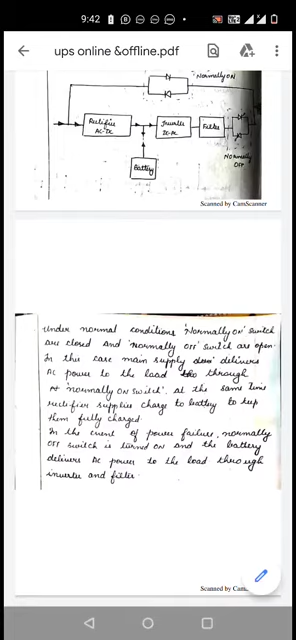 9:42
ups online &offline.pdf
Normally ON
Rectifier
AC-DC
Inverter
DC-AC
Filter
Battery
Normally
OFF
Scanned by CamScanner
Under normal conditions 'Normally ON' switch
are closed and 'normally OFF' switch are open.
In this case main supply delivers
AC power to the load through
'normally ON switch'. at the same time
rectifier supplies charge to battery to
them fully charged.
In the event of power failure, normally
OFF switch is turned ON and the battery
delivers AC power to the load through
inverter and filter.
Scanned by Cam